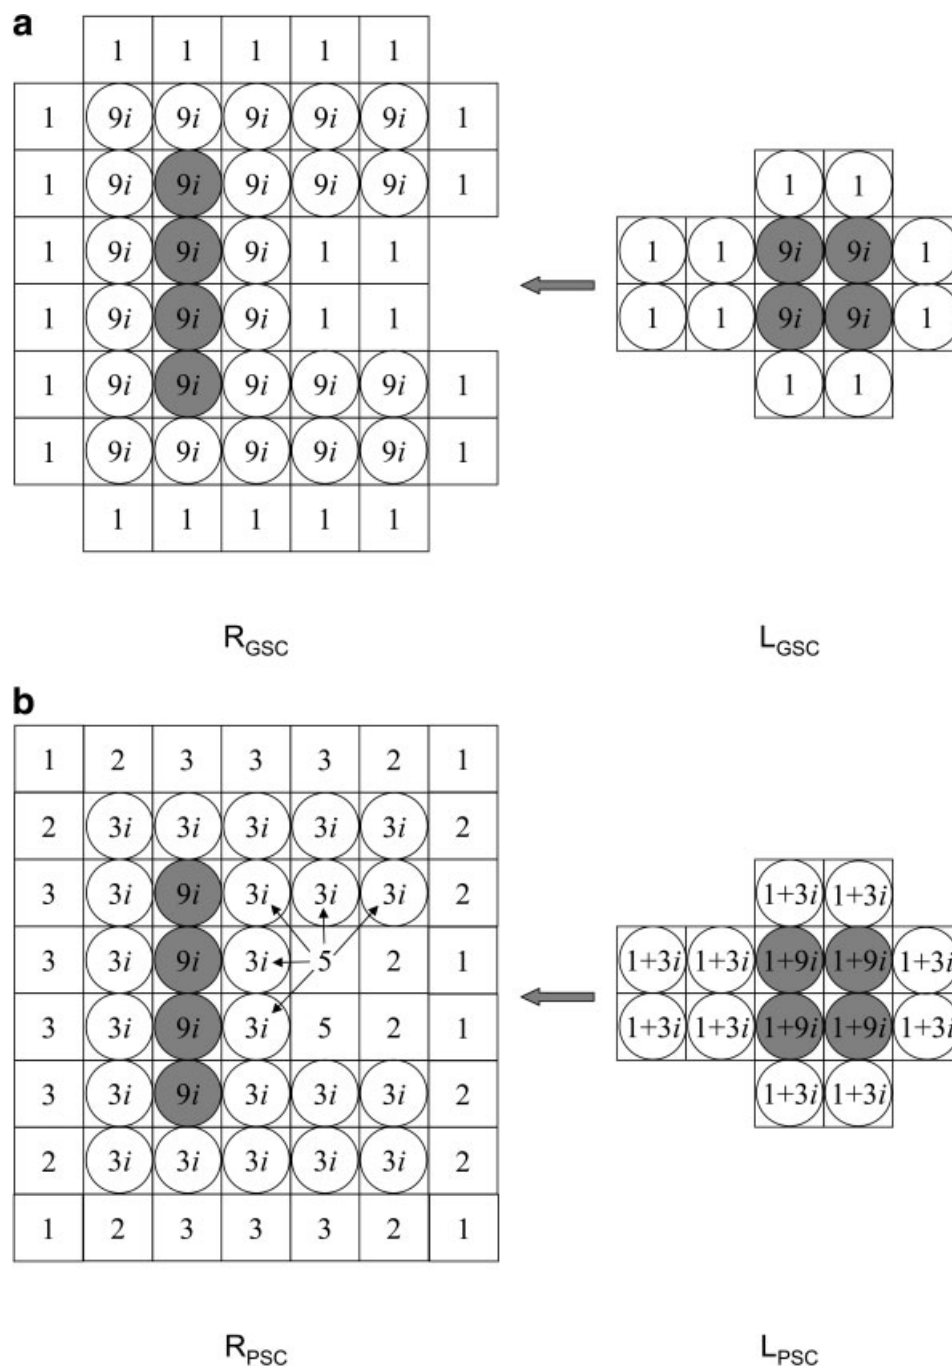 a
1 1 1 1 1
1 9i 9i 9i 9i 9i 1
1 9i 9i 9i 9i 9i 1
1 9i 9i 9i 1 1
1 9i 9i 9i 1 1
1 9i 9i 9i 9i 9i 1
1 9i 9i 9i 9i 9i 1
1 1 1 1 1
1 1
1 1 9i 9i 1
1 1 9i 9i 1
1 1
RGSC
LGSC
b
1 2 3 3 3 2 1
2 3i 3i 3i 3i 3i 2
3 3i 9i 3i 3i 3i 2
3 3i 9i 3i 5 2 1
3 3i 9i 3i 5 2 1
3 3i 9i 3i 3i 3i 2
2 3i 3i 3i 3i 3i 2
1 2 3 3 3 2 1
1+3i 1+3i
1+3i 1+3i 1+9i 1+9i 1+3i
1+3i 1+3i 1+9i 1+9i 1+3i
1+3i 1+3i
RPSC
LPSC